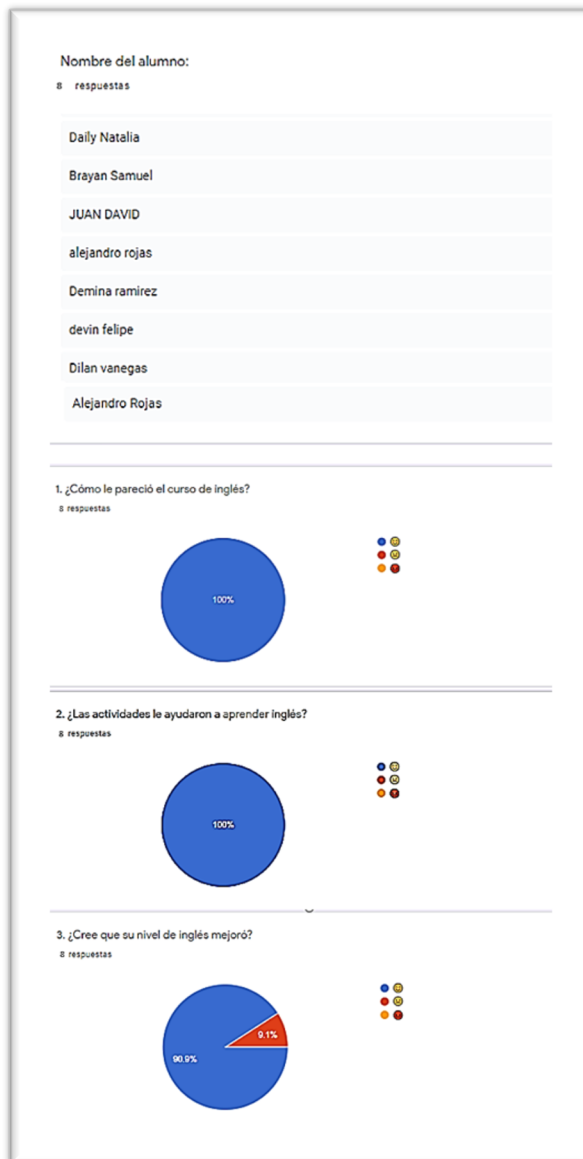 Nombre del alumno:
8 respuestas
Daily Natalia
Brayan Samuel
JUAN DAVID
alejandro rojas
Demina ramirez
devin felipe
Dilan vanegas
Alejandro Rojas
1. ¿Cómo le pareció el curso de inglés?
8 respuestas
100%
2. ¿Las actividades le ayudaron a aprender inglés?
8 respuestas
100%
3. ¿Cree que su nivel de inglés mejoró?
8 respuestas
9.1%
90.9%